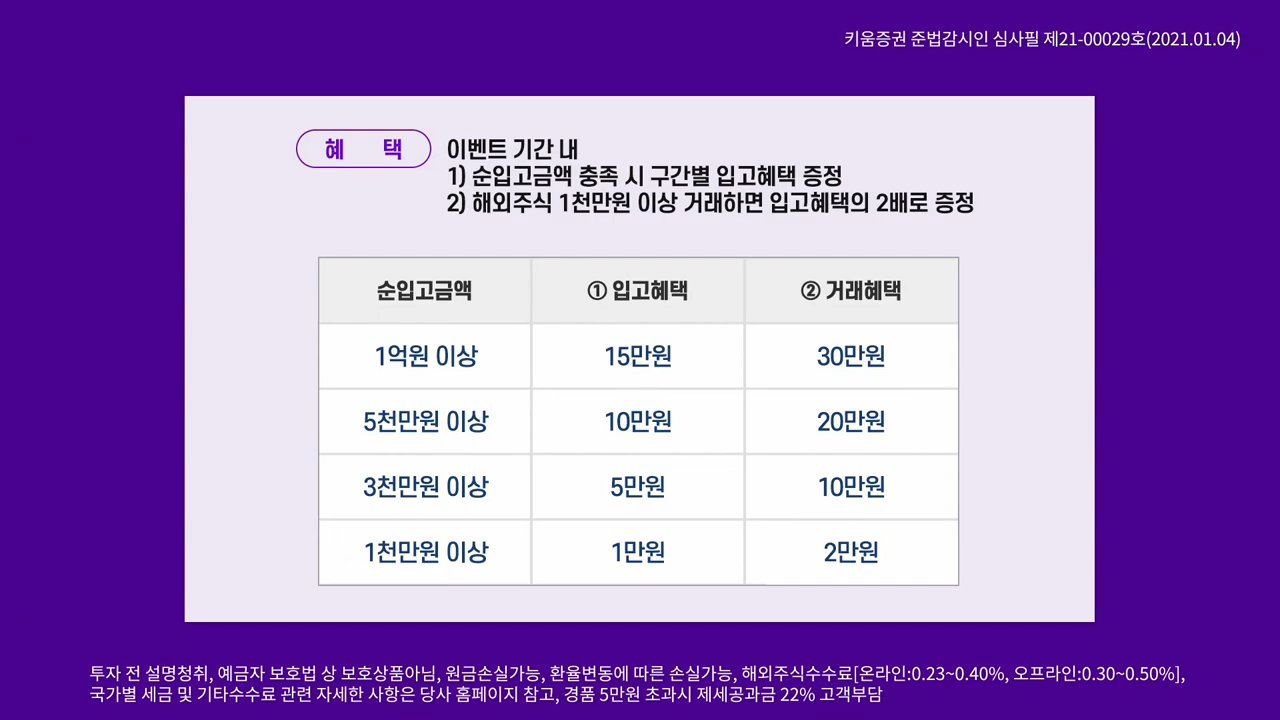 키움증권 준법감시인 심사필 제21-00029호(2021.01.04)
혜 택
이벤트 기간 내
1) 순입고금액 충족 시 구간별 입고혜택 증정
2) 해외주식 1천만원 이상 거래하면 입고혜택의 2배로 증정
순입고금액 ① 입고혜택 ② 거래혜택
1억원 이상 15만원 30만원
5천만원 이상 10만원 20만원
3천만원 이상 5만원 10만원
1천만원 이상 1만원 2만원
투자 전 설명청취, 예금자 보호법 상 보호상품아님, 원금손실가능, 환율변동에 따른 손실가능, 해외주식수수료[온라인:0.23~0.40%, 오프라인:0.30~0.50%],
국가별 세금 및 기타수수료 관련 자세한 사항은 당사 홈페이지 참고, 경품 5만원 초과시 제세공과금 22% 고객부담